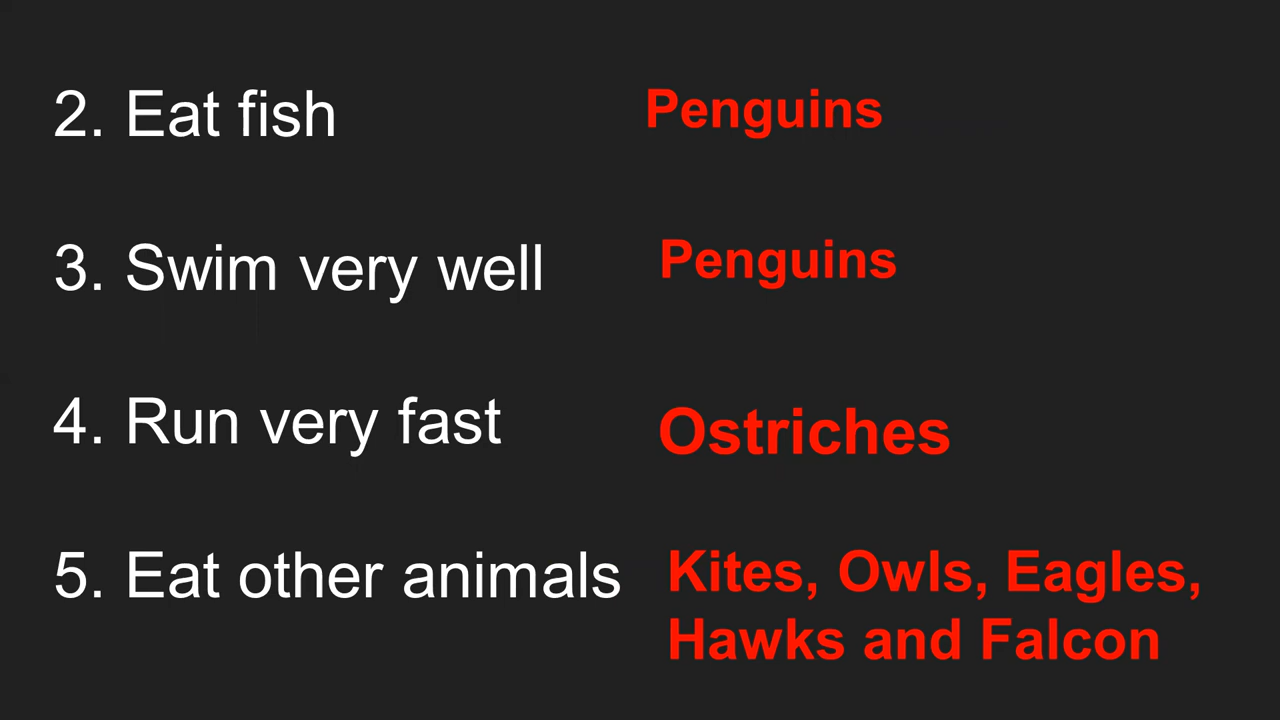 2. Eat fish Penguins
3. Swim very well Penguins
4. Run very fast Ostriches
5. Eat other animals Kites, Owls, Eagles,
Hawks and Falcon